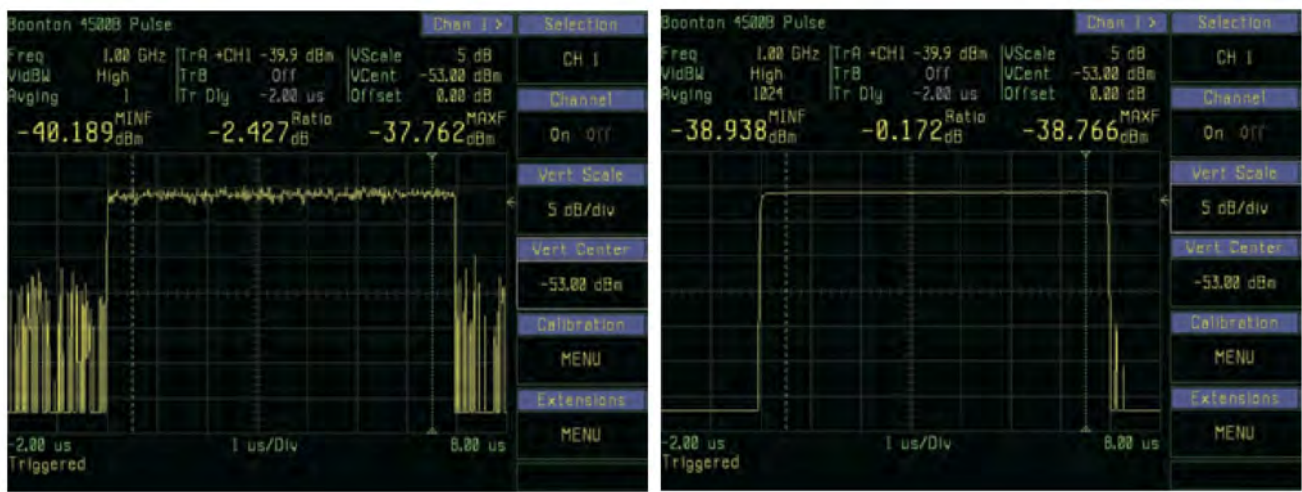 Boonton 4500B Pulse Chan 1 > Selection
Freq 1.00 GHz TrA +CH1 -39.9 dBm VScale 5 dB CH 1
VidBW High TrB Off VCent -53.00 dBm
Avging 1 Tr Dly -2.00 us Offset 0.00 dB Channel
-40.189 dBm MINF -2.427 dB Ratio -37.762 dBm MAXF On Off
Vert Scale
5 dB/div
Vert Center
-53.00 dBm
Calibration
MENU
Extensions
MENU
-2.00 us 1 us/Div 8.00 us
Triggered
Boonton 4500B Pulse Chan 1 > Selection
Freq 1.00 GHz TrA +CH1 -39.9 dBm VScale 5 dB CH 1
VidBW High TrB Off VCent -53.00 dBm
Avging 1024 Tr Dly -2.00 us Offset 0.00 dB Channel
-38.938 dBm MINF -0.172 dB Ratio -38.766 dBm MAXF On Off
Vert Scale
5 dB/div
Vert Center
-53.00 dBm
Calibration
MENU
Extensions
MENU
-2.00 us 1 us/Div 8.00 us
Triggered